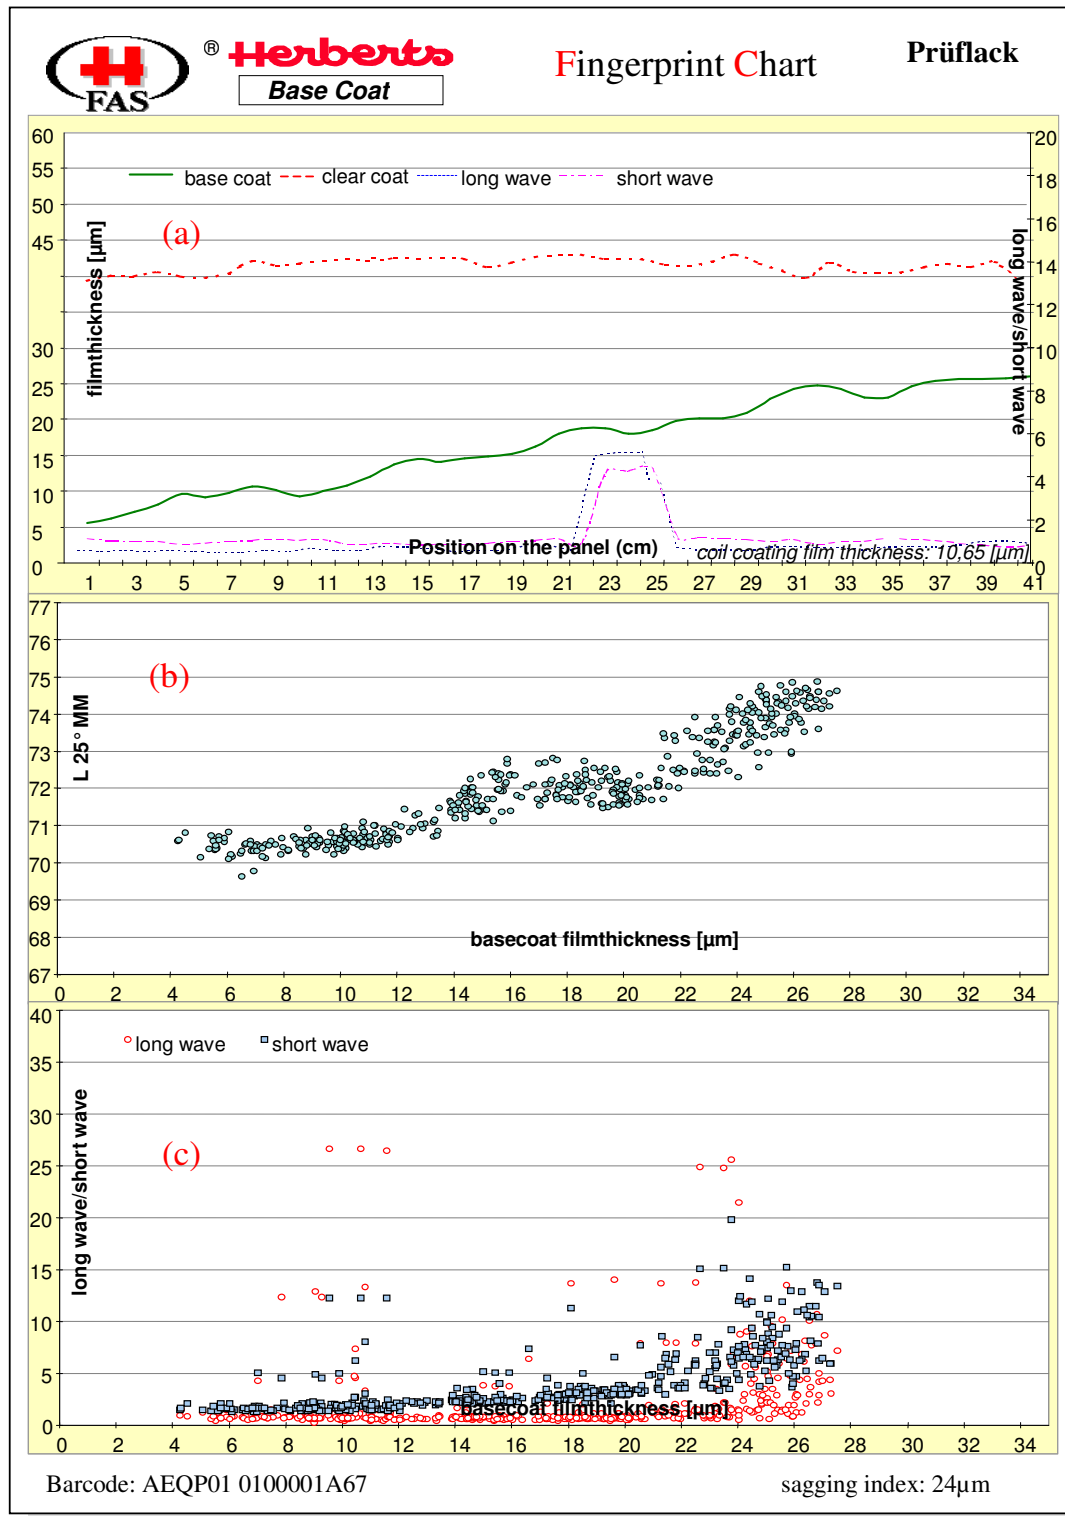 ® Herberts
FAS
Base Coat
Fingerprint Chart
Prüflack
60
55
50
45
30
25
20
15
10
5
0
20
18
16
14
12
10
8
6
4
2
0
base coat clear coat long wave short wave
(a)
filmthickness [µm]
long wave/short wave
Position on the panel (cm)
coil coating film thickness: 10,65 [µm]
1 3 5 7 9 11 13 15 17 19 21 23 25 27 29 31 33 35 37 39 41
77
76
75
74
73
72
71
70
69
68
67
(b)
L 25° MM
basecoat filmthickness [µm]
0 2 4 6 8 10 12 14 16 18 20 22 24 26 28 30 32 34
40
35
30
25
20
15
10
5
0
long wave short wave
(c)
long wave/short wave
basecoat filmthickness [µm]
0 2 4 6 8 10 12 14 16 18 20 22 24 26 28 30 32 34
Barcode: AEQP01 0100001A67
sagging index: 24µm